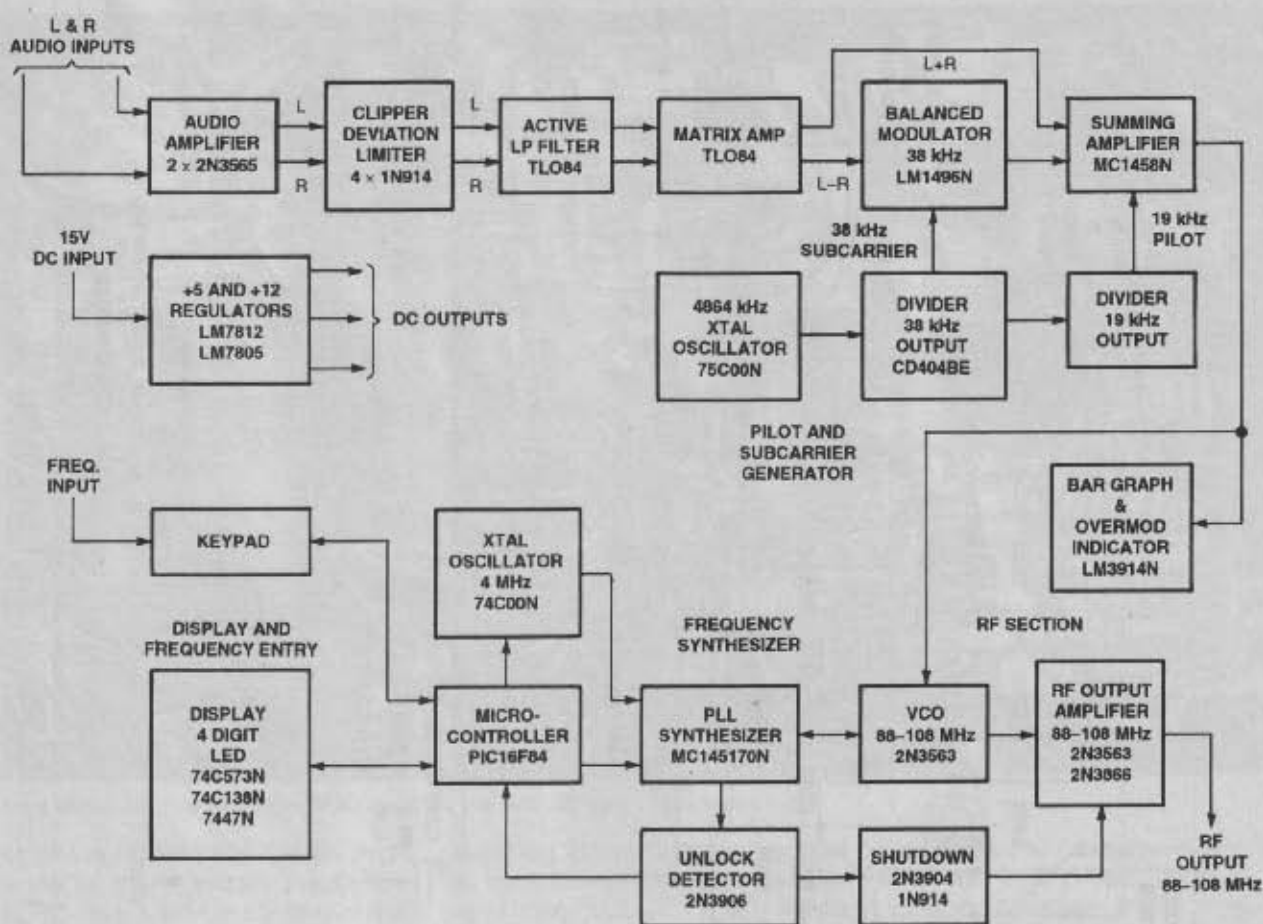 L & R
AUDIO INPUTS
AUDIO
AMPLIFIER
2 × 2N3565
L
R
CLIPPER
DEVIATION
LIMITER
4 × 1N914
L
R
ACTIVE
LP FILTER
TLO84
MATRIX AMP
TLO84
L+R
L–R
BALANCED
MODULATOR
38 kHz
LM1496N
SUMMING
AMPLIFIER
MC1458N
15V
DC INPUT
+5 AND +12
REGULATORS
LM7812
LM7805
DC OUTPUTS
38 kHz
SUBCARRIER
19 kHz
PILOT
4864 kHz
XTAL
OSCILLATOR
75C00N
DIVIDER
38 kHz
OUTPUT
CD404BE
DIVIDER
19 kHz
OUTPUT
PILOT AND
SUBCARRIER
GENERATOR
BAR GRAPH
&
OVERMOD
INDICATOR
LM3914N
FREQ.
INPUT
KEYPAD
XTAL
OSCILLATOR
4 MHz
74C00N
DISPLAY AND
FREQUENCY ENTRY
FREQUENCY
SYNTHESIZER
RF SECTION
DISPLAY
4 DIGIT
LED
74C573N
74C138N
7447N
MICRO-
CONTROLLER
PIC16F84
PLL
SYNTHESIZER
MC145170N
VCO
88–108 MHz
2N3563
RF OUTPUT
AMPLIFIER
88–108 MHz
2N3563
2N3866
UNLOCK
DETECTOR
2N3906
SHUTDOWN
2N3904
1N914
RF
OUTPUT
88–108 MHz